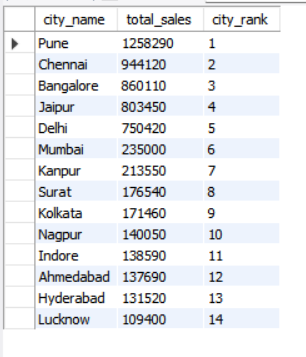 city_name total_sales city_rank
Pune 1258290 1
Chennai 944120 2
Bangalore 860110 3
Jaipur 803450 4
Delhi 750420 5
Mumbai 235000 6
Kanpur 213550 7
Surat 176540 8
Kolkata 171460 9
Nagpur 140050 10
Indore 138590 11
Ahmedabad 137690 12
Hyderabad 131520 13
Lucknow 109400 14